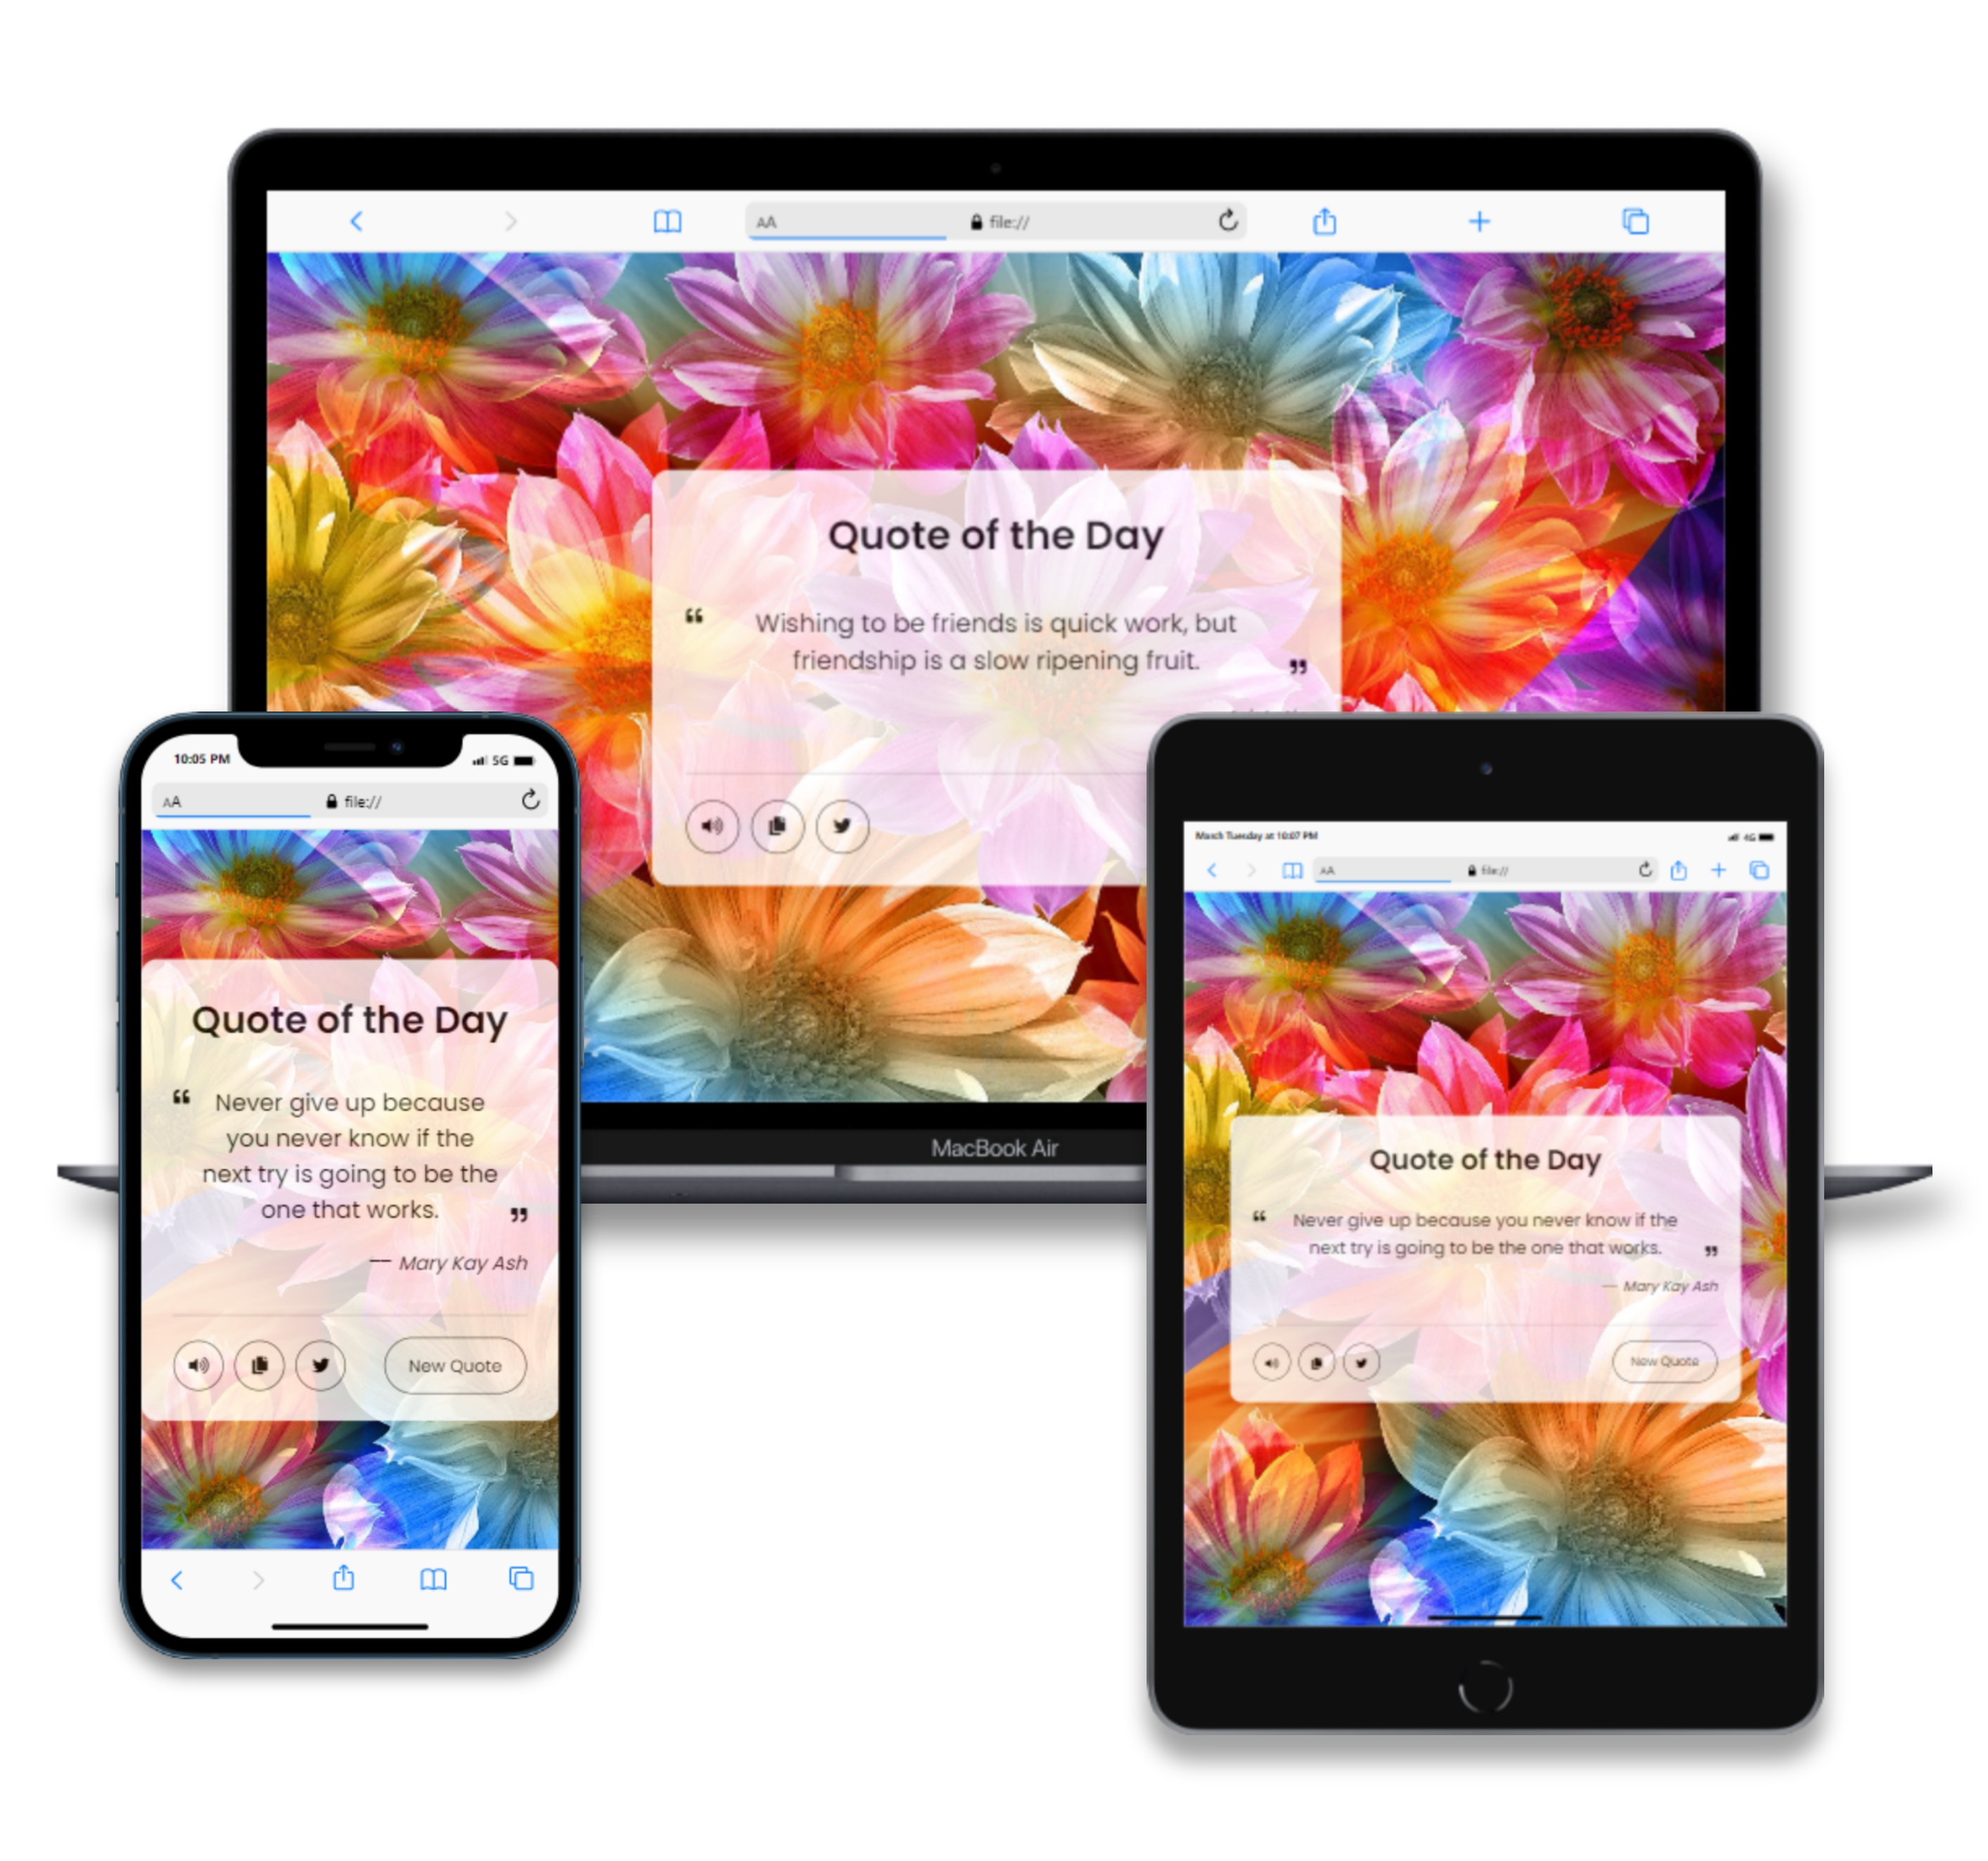 AA file://
Quote of the Day
“ Wishing to be friends is quick work, but
friendship is a slow ripening fruit. ”
MacBook Air
10:05 PM 5G
AA file://
Quote of the Day
“ Never give up because
you never know if the
next try is going to be the
one that works. ”
— Mary Kay Ash
New Quote
March Tuesday at 10:07 PM 4G
AA file://
Quote of the Day
“ Never give up because you never know if the
next try is going to be the one that works. ”
— Mary Kay Ash
New Quote